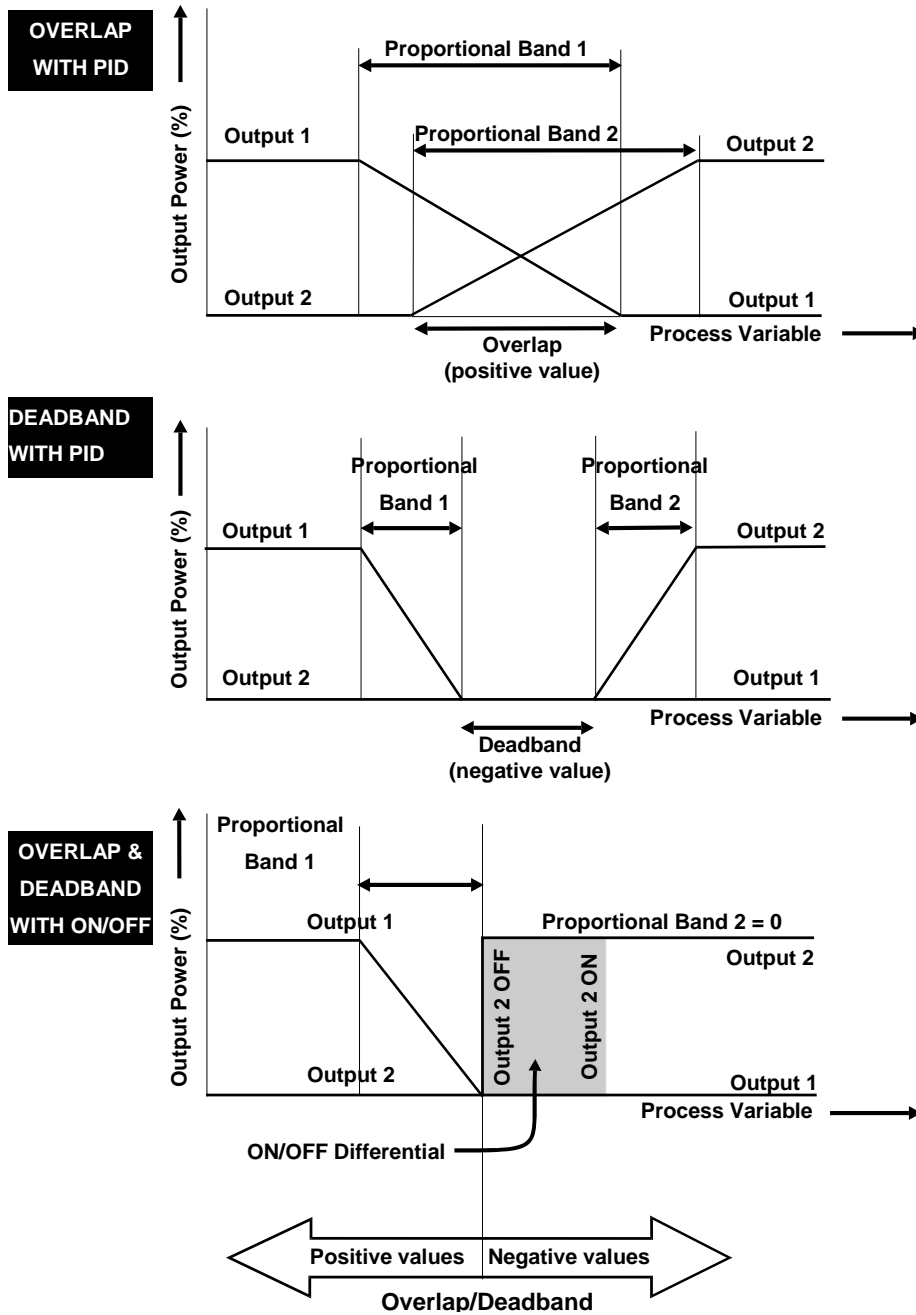 OVERLAP
WITH PID
Output Power (%)
Proportional Band 1
Proportional Band 2
Output 1
Output 2
Output 2
Output 1
Process Variable
Overlap
(positive value)
DEADBAND
WITH PID
Output Power (%)
Proportional
Band 1
Proportional
Band 2
Output 1
Output 2
Output 2
Output 1
Process Variable
Deadband
(negative value)
OVERLAP &
DEADBAND
WITH ON/OFF
Output Power (%)
Proportional
Band 1
Output 1
Proportional Band 2 = 0
Output 2
Output 2 OFF
Output 2 ON
Output 2
Output 1
Process Variable
ON/OFF Differential
Positive values
Negative values
Overlap/Deadband